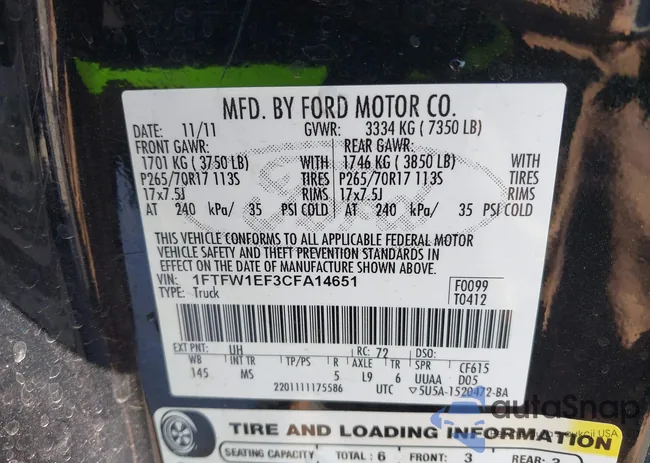 MFD. BY FORD MOTOR CO.
DATE: 11/11 GVWR: 3334 KG ( 7350 LB)
FRONT GAWR: REAR GAWR:
1701 KG ( 3750 LB) WITH 1746 KG ( 3850 LB) WITH
P265/70R17 113S TIRES P265/70R17 113S TIRES
17x7.5J RIMS 17x7.5J RIMS
AT 240 kPa/ 35 PSI COLD AT 240 kPa/ 35 PSI COLD
THIS VEHICLE CONFORMS TO ALL APPLICABLE FEDERAL MOTOR
VEHICLE SAFETY AND THEFT PREVENTION STANDARDS IN
EFFECT ON THE DATE OF MANUFACTURE SHOWN ABOVE.
VIN: 1FTFW1EF3CFA14651 F0099
TYPE: Truck T0412
EXT PNT: UH RC: 72 DSO:
WB INT TR TP/PS R AXLE TR SPR CF615
145 MS 5 L9 6 UUAA D05
2201111175586 UTC ▽5U5A-1520472-BA
autoSnap
USA
TIRE AND LOADING INFORMATION
SEATING CAPACITY TOTAL : 6 FRONT: 3 REAR: 3